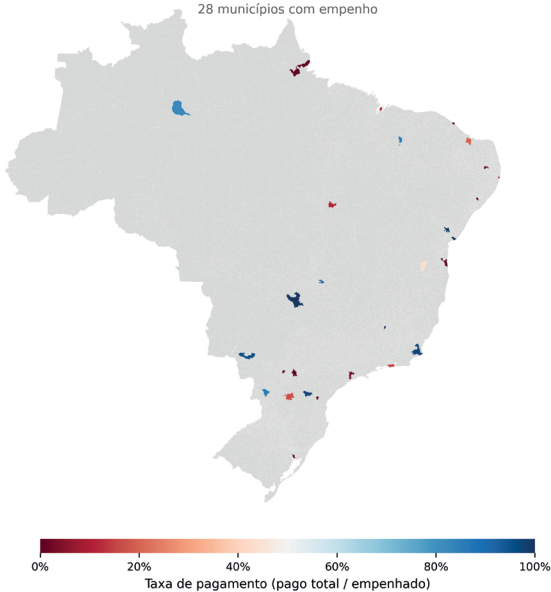 28 municípios com empenho
0% 20% 40% 60% 80% 100%
Taxa de pagamento (pago total / empenhado)